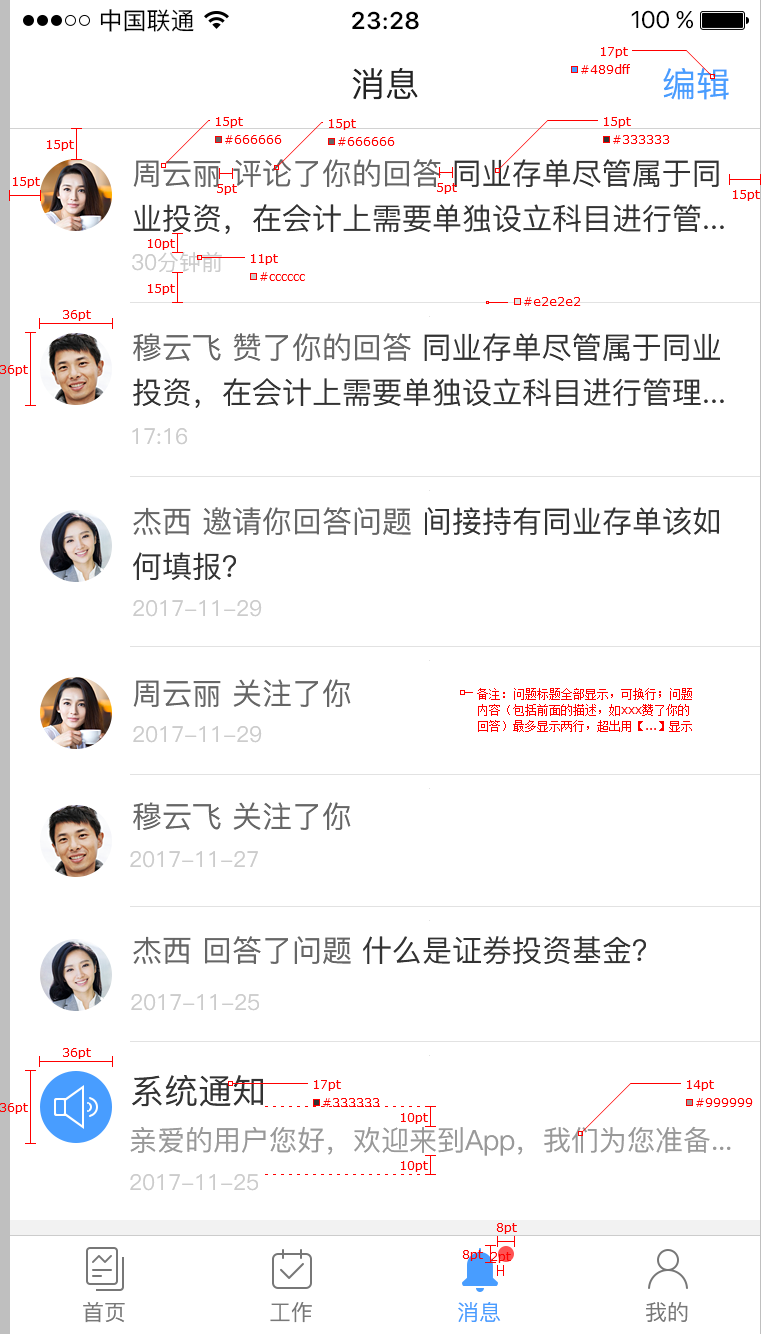 中国联通 23:28 100 %
17pt
#489dff
消息 编辑
15pt 15pt 15pt
#666666 #666666 #333333
15pt
15pt 周云丽 评论了你的回答 同业存单尽管属于同
5pt 5pt 15pt
业投资，在会计上需要单独设立科目进行管...
10pt
30分钟前 11pt
#cccccc
15pt
#e2e2e2
36pt
36pt
穆云飞 赞了你的回答 同业存单尽管属于同业
投资，在会计上需要单独设立科目进行管理...
17:16
杰西 邀请你回答问题 间接持有同业存单该如
何填报？
2017-11-29
周云丽 关注了你
2017-11-29
备注：问题标题全部显示，可换行；问题
内容（包括前面的描述，如xxx赞了你的
回答）最多显示两行，超出用【...】显示
穆云飞 关注了你
2017-11-27
杰西 回答了问题 什么是证券投资基金？
2017-11-25
36pt
36pt
系统通知 17pt 14pt
#333333 #999999
10pt
亲爱的用户您好，欢迎来到App，我们为您准备...
10pt
2017-11-25
8pt
8pt 2pt
首页 工作 消息 我的